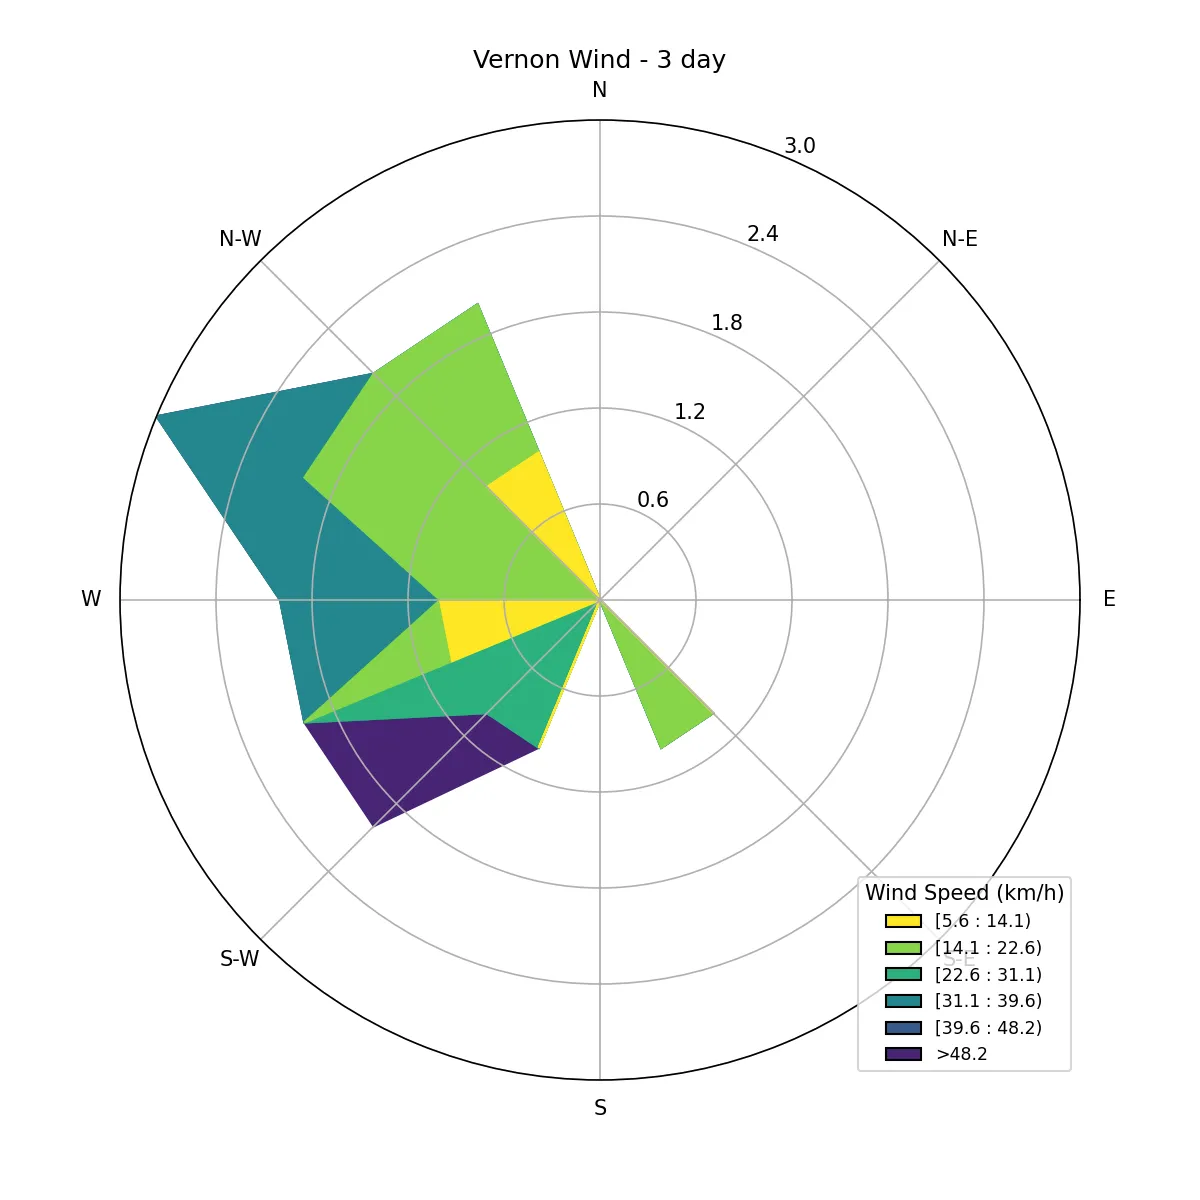 Vernon Wind - 3 day
N
3.0
N-W
N-E
2.4
1.8
1.2
0.6
W
E
Wind Speed (km/h)
[5.6 : 14.1)
[14.1 : 22.6)
S-W
S-E
[22.6 : 31.1)
[31.1 : 39.6)
[39.6 : 48.2)
>48.2
S